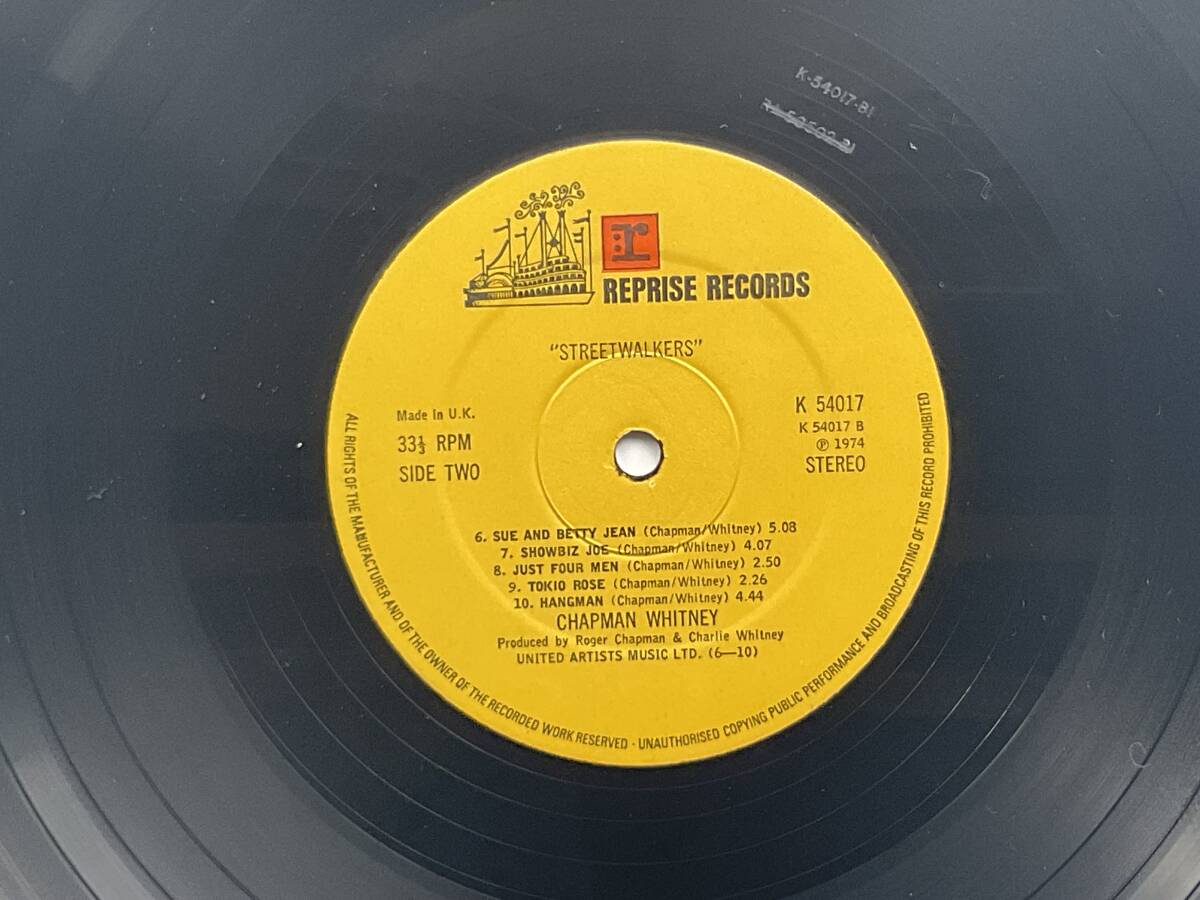 K-54017-B1
r
REPRISE RECORDS
"STREETWALKERS"
Made in U.K.
33⅓ RPM
SIDE TWO
K 54017
K 54017 B
℗ 1974
STEREO
6. SUE AND BETTY JEAN (Chapman/Whitney) 5.08
7. SHOWBIZ JOE (Chapman/Whitney) 4.07
8. JUST FOUR MEN (Chapman/Whitney) 2.50
9. TOKIO ROSE (Chapman/Whitney) 2.26
10. HANGMAN (Chapman/Whitney) 4.44
CHAPMAN WHITNEY
Produced by Roger Chapman & Charlie Whitney
UNITED ARTISTS MUSIC LTD. (6—10)
ALL RIGHTS OF THE MANUFACTURER AND OF THE OWNER OF THE RECORDED WORK RESERVED · UNAUTHORISED COPYING PUBLIC PERFORMANCE AND BROADCASTING OF THIS RECORD PROHIBITED